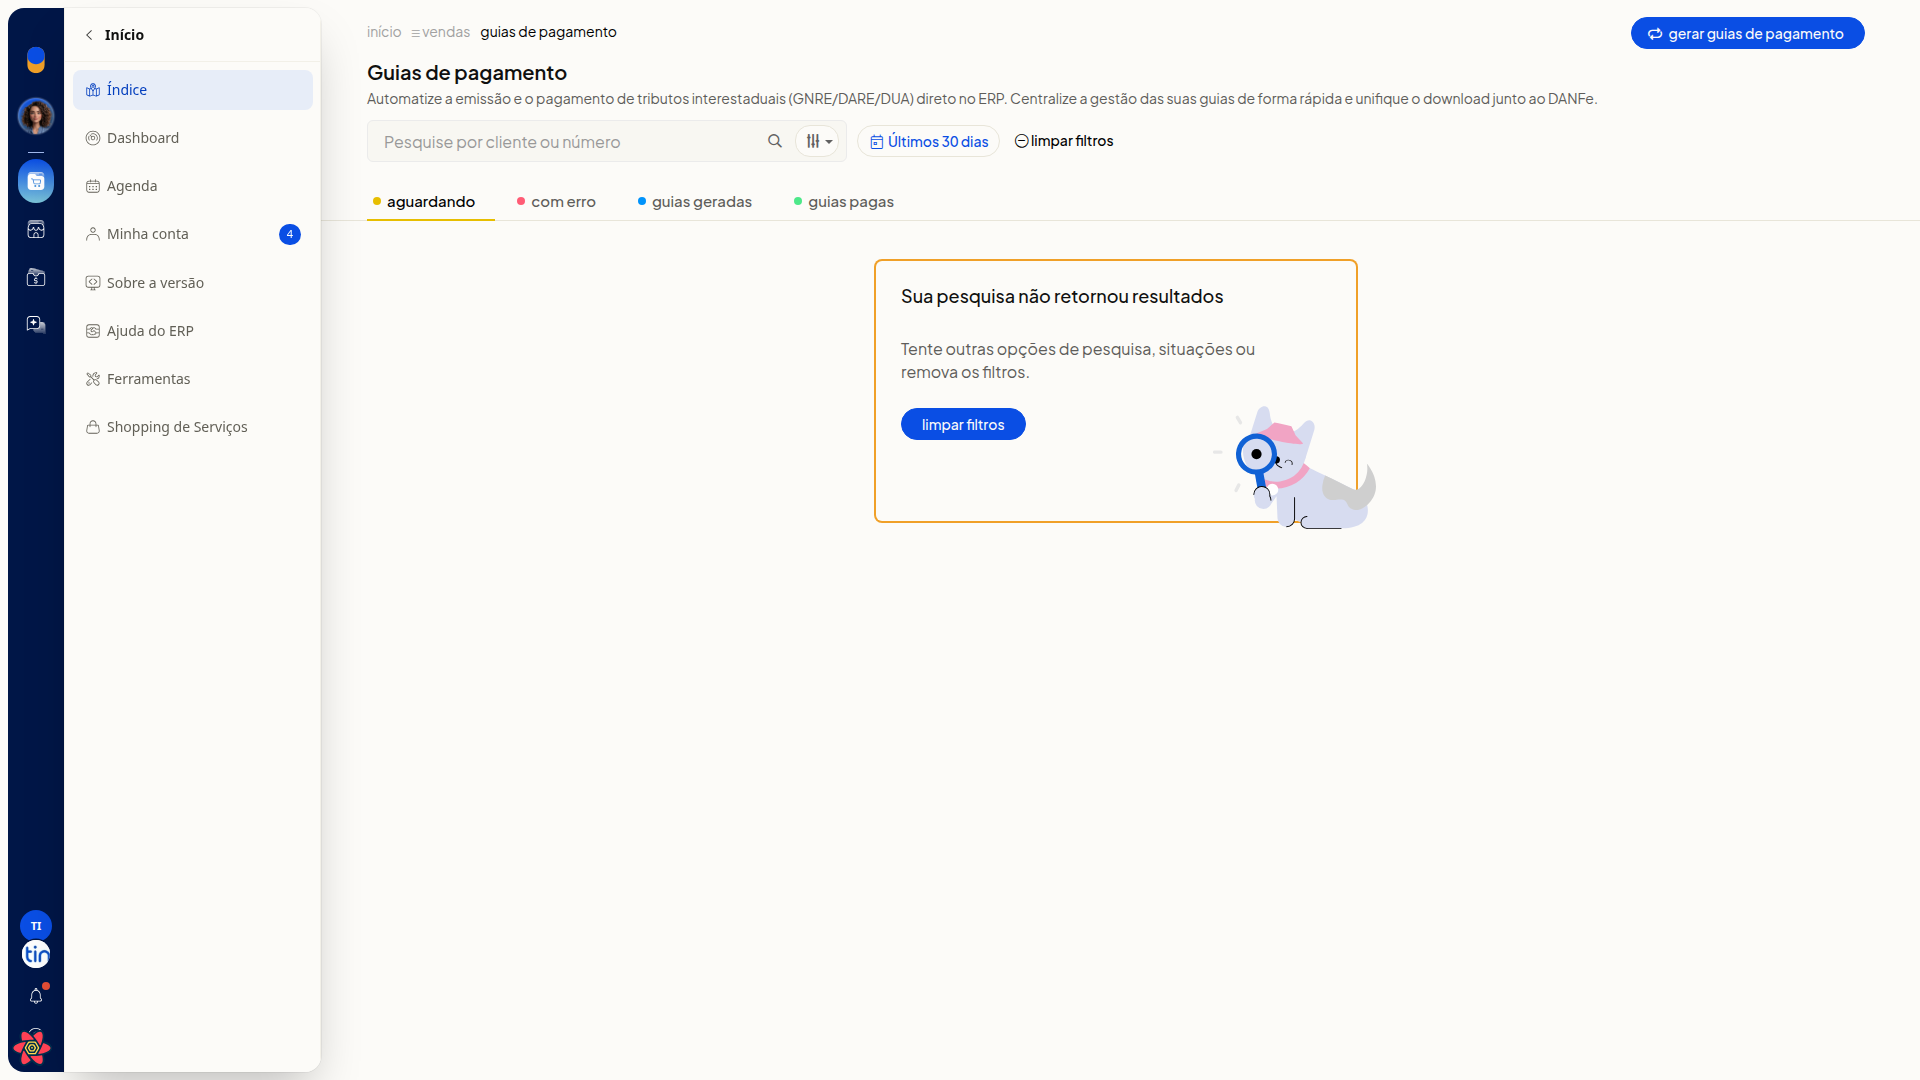 Início
Índice
Dashboard
Agenda
Minha conta
4
Sobre a versão
Ajuda do ERP
Ferramentas
Shopping de Serviços
TI
tin
início
vendas
guias de pagamento
gerar guias de pagamento
Guias de pagamento
Automatize a emissão e o pagamento de tributos interestaduais (GNRE/DARE/DUA) direto no ERP. Centralize a gestão das suas guias de forma rápida e unifique o download junto ao DANFe.
Pesquise por cliente ou número
Últimos 30 dias
limpar filtros
aguardando
com erro
guias geradas
guias pagas
Sua pesquisa não retornou resultados
Tente outras opções de pesquisa, situações ou
remova os filtros.
limpar filtros